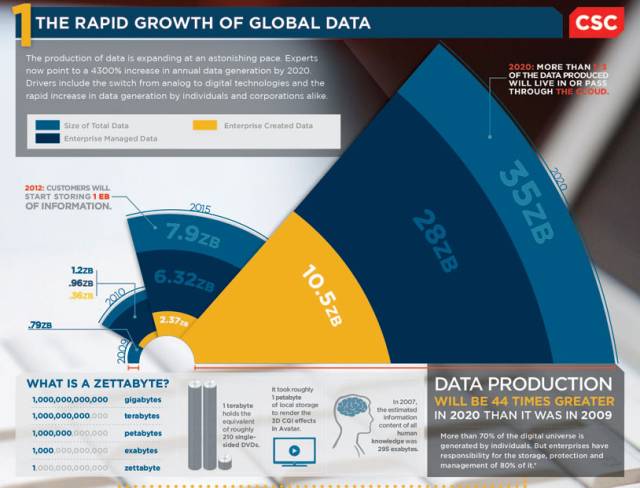 1 THE RAPID GROWTH OF GLOBAL DATA
CSC
The production of data is expanding at an astonishing pace. Experts
now point to a 4300% increase in annual data generation by 2020.
Drivers include the switch from analog to digital technologies and the
rapid increase in data generation by individuals and corporations alike.
Size of Total Data
Enterprise Created Data
Enterprise Managed Data
2020: MORE THAN 1/3
OF THE DATA PRODUCED
WILL LIVE IN OR PASS
THROUGH THE CLOUD.
2020
35ZB
28ZB
10.5ZB
2012: CUSTOMERS WILL
START STORING 1 EB
OF INFORMATION.
2015
7.9ZB
6.32ZB
2.37ZB
1.2ZB
.96ZB
.36ZB
2010
.79ZB
2009
WHAT IS A ZETTABYTE?
1,000,000,000,000 gigabytes
1,000,000,000,000 terabytes
1,000,000,000,000 petabytes
1,000,000,000,000 exabytes
1,000,000,000,000 zettabyte
1 terabyte
holds the
equivalent of
roughly
210 single-
sided DVDs.
It took roughly
1 petabyte
of local storage
to render the
3D CGI effects
in Avatar.
In 2007,
the estimated
information
content of all
human
knowledge was
295 exabytes.
DATA PRODUCTION
WILL BE 44 TIMES GREATER
IN 2020 THAN IT WAS IN 2009
More than 70% of the digital universe is
generated by individuals. But enterprises have
responsibility for the storage, protection and
management of 80% of it.*